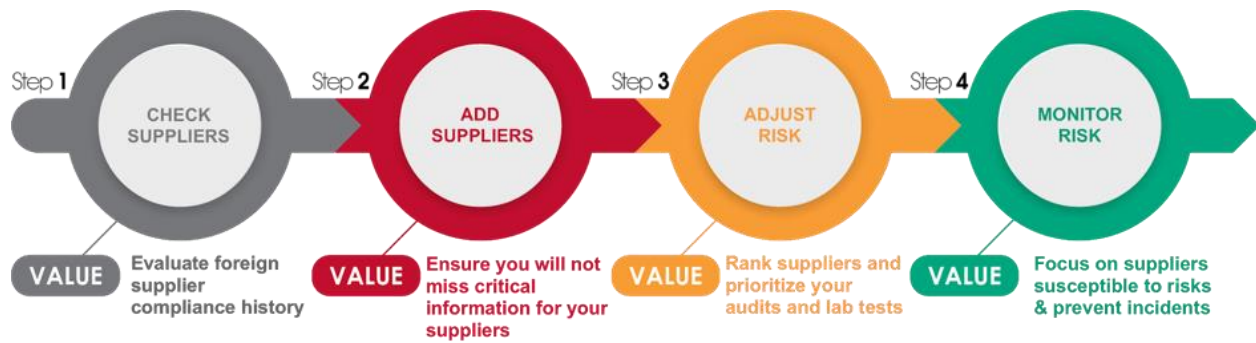 Step 1
CHECK
SUPPLIERS
VALUE
Evaluate foreign
supplier
compliance history
Step 2
ADD
SUPPLIERS
VALUE
Ensure you will not
miss critical
information for your
suppliers
Step 3
ADJUST
RISK
VALUE
Rank suppliers and
prioritize your
audits and lab tests
Step 4
MONITOR
RISK
VALUE
Focus on suppliers
susceptible to risks
& prevent incidents